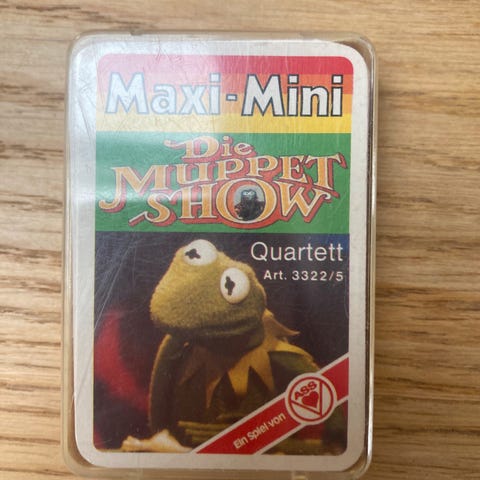 Maxi-Mini
Die
MUPPET
SHOW
Quartett
Art. 3322/5
Ein Spiel von
ASS